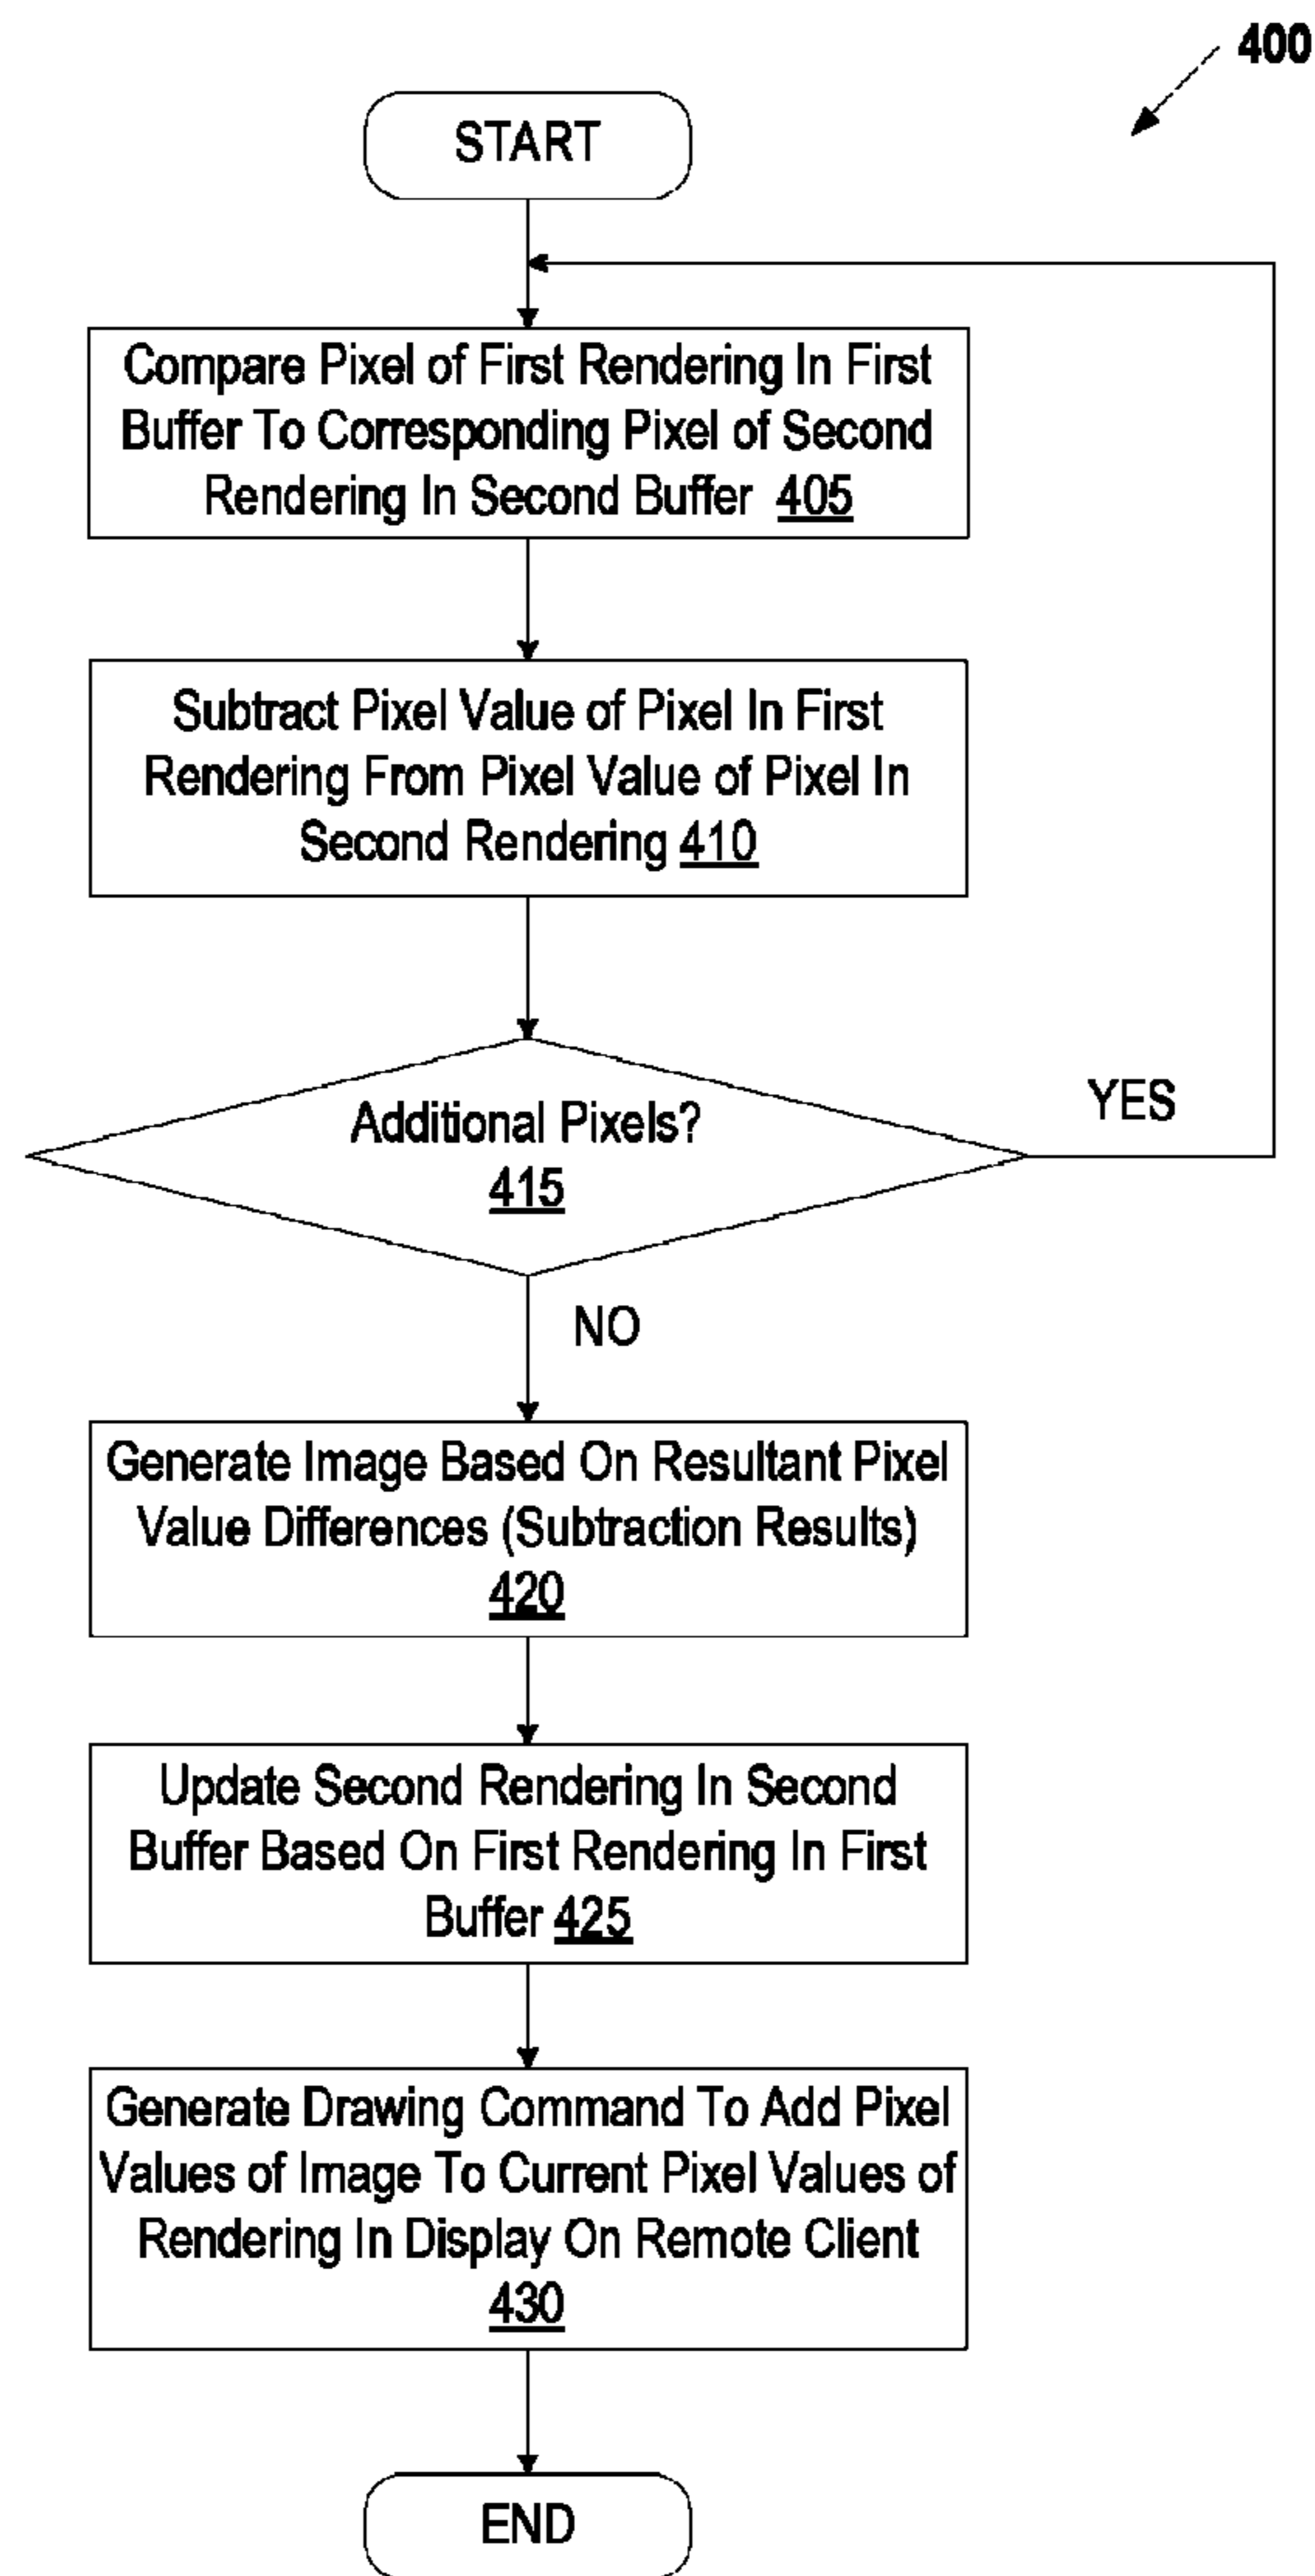 400
START
Compare Pixel of First Rendering In First
Buffer To Corresponding Pixel of Second
Rendering In Second Buffer 405
Subtract Pixel Value of Pixel In First
Rendering From Pixel Value of Pixel In
Second Rendering 410
Additional Pixels?
415
YES
NO
Generate Image Based On Resultant Pixel
Value Differences (Subtraction Results)
420
Update Second Rendering In Second
Buffer Based On First Rendering In First
Buffer 425
Generate Drawing Command To Add Pixel
Values of Image To Current Pixel Values of
Rendering In Display On Remote Client
430
END